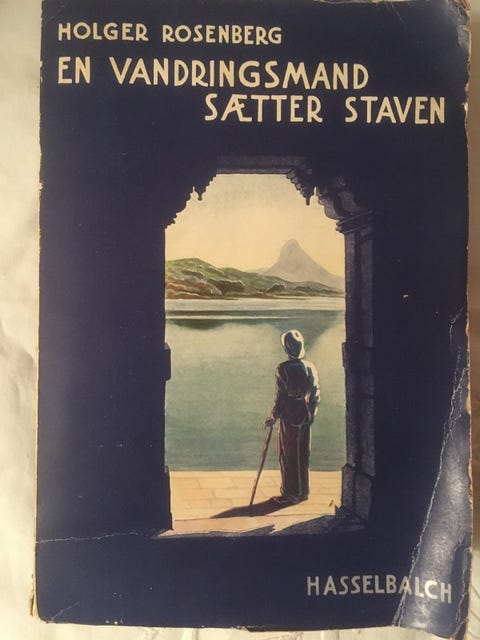 HOLGER ROSENBERG
EN VANDRINGSMAND
SÆTTER STAVEN
HASSELBALCH